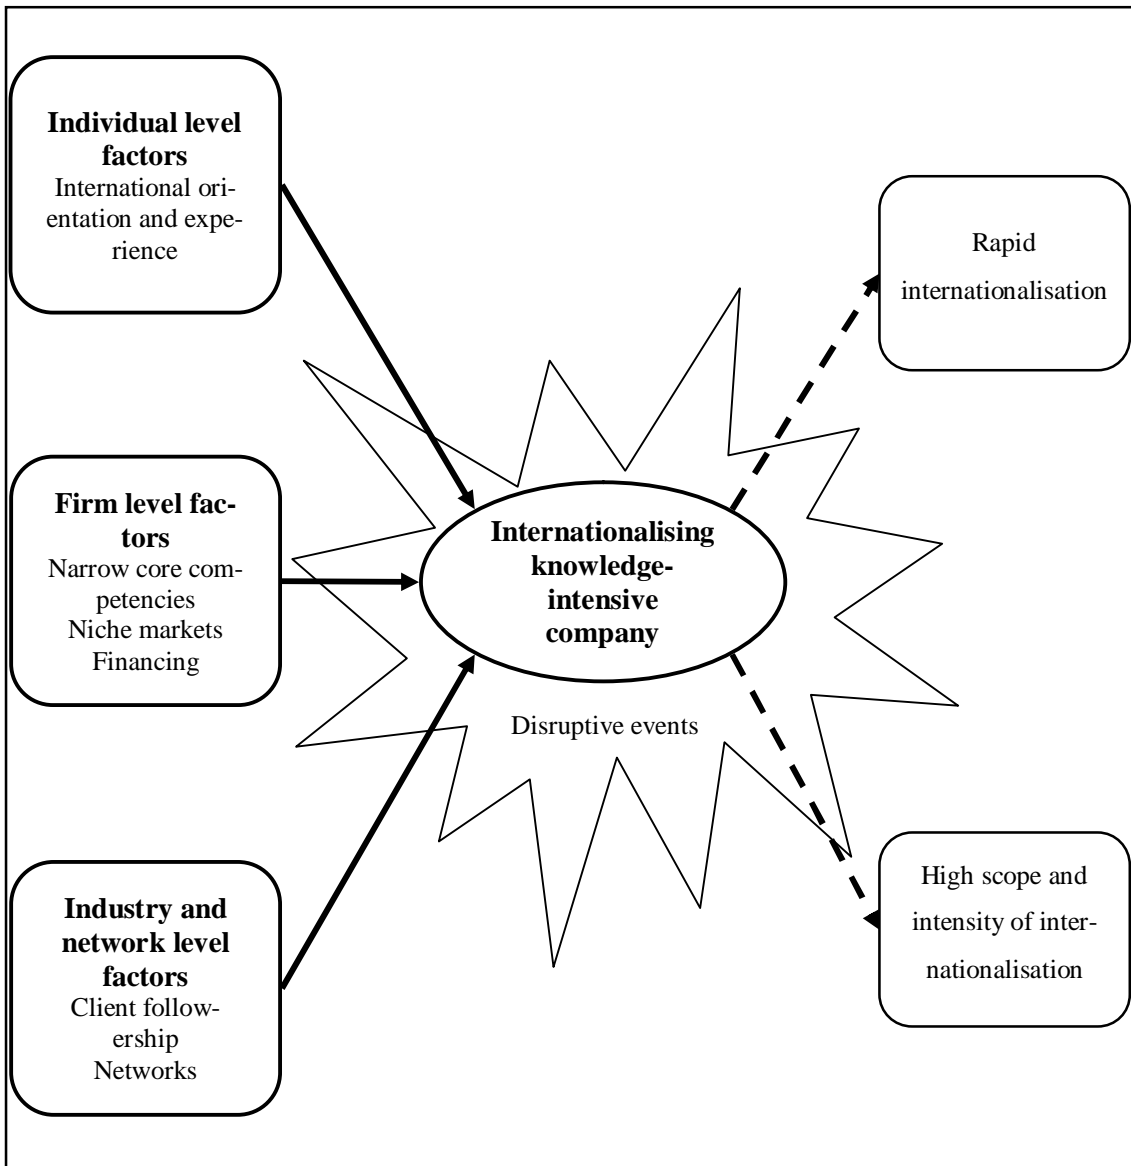 Individual level
factors
International ori-
entation and expe-
rience
Rapid
internationalisation
Firm level fac-
tors
Narrow core com-
petencies
Niche markets
Financing
Internationalising
knowledge-
intensive
company
Disruptive events
Industry and
network level
factors
Client follow-
ership
Networks
High scope and
intensity of inter-
nationalisation